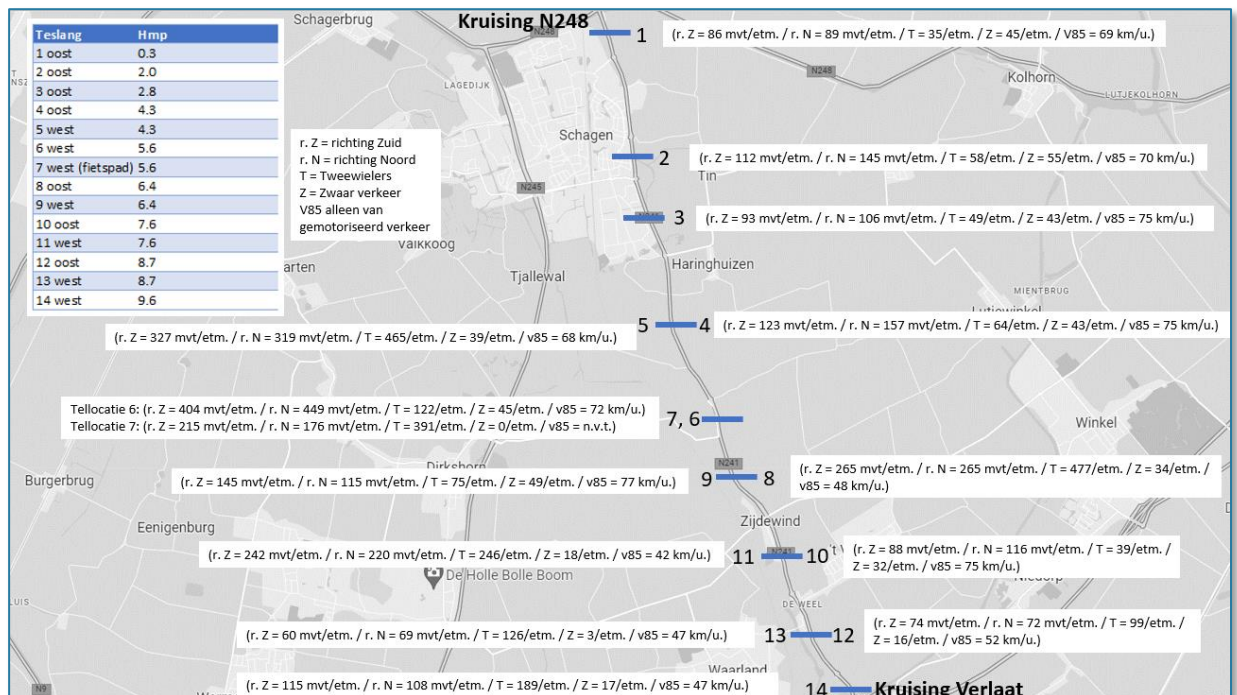 Schagerbrug
Kruising N248
N248
1
(r. Z = 86 mvt/etm. / r. N = 89 mvt/etm. / T = 35/etm. / Z = 45/etm. / V85 = 69 km/u.)
Teslang Hmp
1 oost 0.3
2 oost 2.0
3 oost 2.8
4 oost 4.3
5 west 4.3
6 west 5.6
7 west (fietspad) 5.6
8 oost 6.4
9 west 6.4
10 oost 7.6
11 west 7.6
12 oost 8.7
13 west 8.7
14 west 9.6
N248
Kolhorn
LAGEDIJK
LUTJEKOLHORN
r. Z = richting Zuid
r. N = richting Noord
T = Tweewielers
Z = Zwaar verkeer
V85 alleen van
gemotoriseerd verkeer
Schagen
2
(r. Z = 112 mvt/etm. / r. N = 145 mvt/etm. / T = 58/etm. / Z = 55/etm. / v85 = 70 km/u.)
Tin
N245
3
(r. Z = 93 mvt/etm. / r. N = 106 mvt/etm. / T = 49/etm. / Z = 43/etm. / v85 = 75 km/u.)
Valkkoog
arten
Tjallewal
Haringhuizen
MIENTBRUG
Lutjewinkel
5
4
(r. Z = 123 mvt/etm. / r. N = 157 mvt/etm. / T = 64/etm. / Z = 43/etm. / v85 = 75 km/u.)
(r. Z = 327 mvt/etm. / r. N = 319 mvt/etm. / T = 465/etm. / Z = 39/etm. / v85 = 68 km/u.)
Tellocatie 6: (r. Z = 404 mvt/etm. / r. N = 449 mvt/etm. / T = 122/etm. / Z = 45/etm. / v85 = 72 km/u.)
Tellocatie 7: (r. Z = 215 mvt/etm. / r. N = 176 mvt/etm. / T = 391/etm. / Z = 0/etm. / v85 = n.v.t.)
7, 6
Winkel
Dirkshorn
N241
Burgerbrug
(r. Z = 145 mvt/etm. / r. N = 115 mvt/etm. / T = 75/etm. / Z = 49/etm. / v85 = 77 km/u.)
9
8
(r. Z = 265 mvt/etm. / r. N = 265 mvt/etm. / T = 477/etm. / Z = 34/etm. /
v85 = 48 km/u.)
Eenigenburg
Zijdewind
(r. Z = 242 mvt/etm. / r. N = 220 mvt/etm. / T = 246/etm. / Z = 18/etm. / v85 = 42 km/u.)
11
N241
10
't V
(r. Z = 88 mvt/etm. / r. N = 116 mvt/etm. / T = 39/etm. /
Z = 32/etm. / v85 = 75 km/u.)
De Holle Bolle Boom
Niedorp
LUIS
DE WEEL
(r. Z = 60 mvt/etm. / r. N = 69 mvt/etm. / T = 126/etm. / Z = 3/etm. / v85 = 47 km/u.)
13
12
(r. Z = 74 mvt/etm. / r. N = 72 mvt/etm. / T = 99/etm. /
Z = 16/etm. / v85 = 52 km/u.)
Waarland
(r. Z = 115 mvt/etm. / r. N = 108 mvt/etm. / T = 189/etm. / Z = 17/etm. / v85 = 47 km/u.)
14
Kruising Verlaat
N9